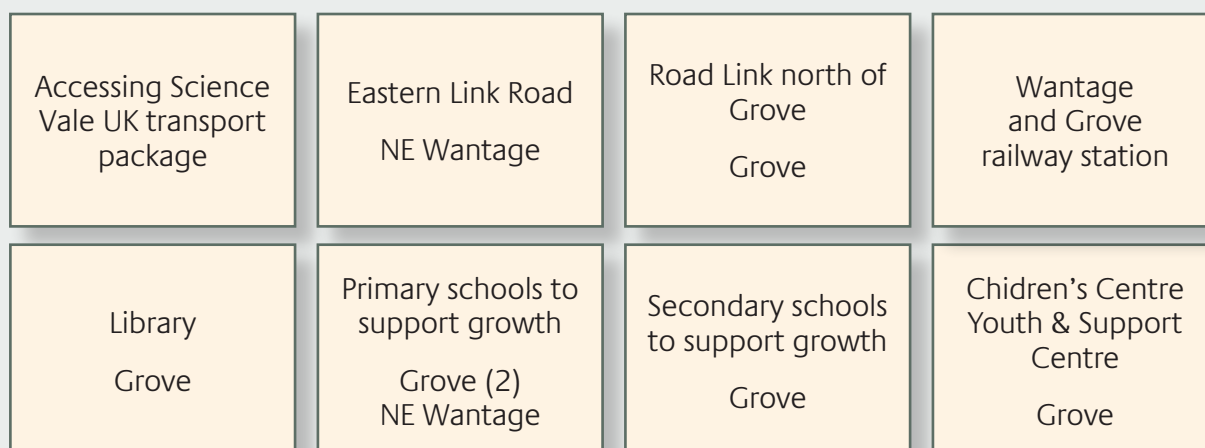 Accessing Science
Vale UK transport
package
Eastern Link Road
NE Wantage
Road Link north of
Grove
Grove
Wantage
and Grove
railway station
Library
Grove
Primary schools to
support growth
Grove (2)
NE Wantage
Secondary schools
to support growth
Grove
Chidren's Centre
Youth & Support
Centre
Grove